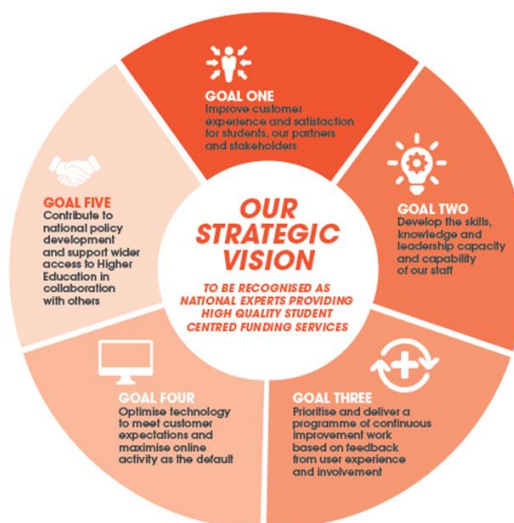 GOAL ONE
Improve customer
experience and satisfaction
for students, our partners
and stakeholders
GOAL TWO
Develop the skills,
knowledge and
leadership capacity
and capability
of our staff
GOAL THREE
Prioritise and deliver a
programme of continuous
improvement work
based on feedback
from user experience
and involvement
GOAL FOUR
Optimise technology
to meet customer
expectations and
maximise online
activity as the default
GOAL FIVE
Contribute to
national policy
development
and support wider
access to Higher
Education in
collaboration
with others
OUR
STRATEGIC
VISION
TO BE RECOGNISED AS
NATIONAL EXPERTS PROVIDING
HIGH QUALITY STUDENT
CENTRED FUNDING SERVICES